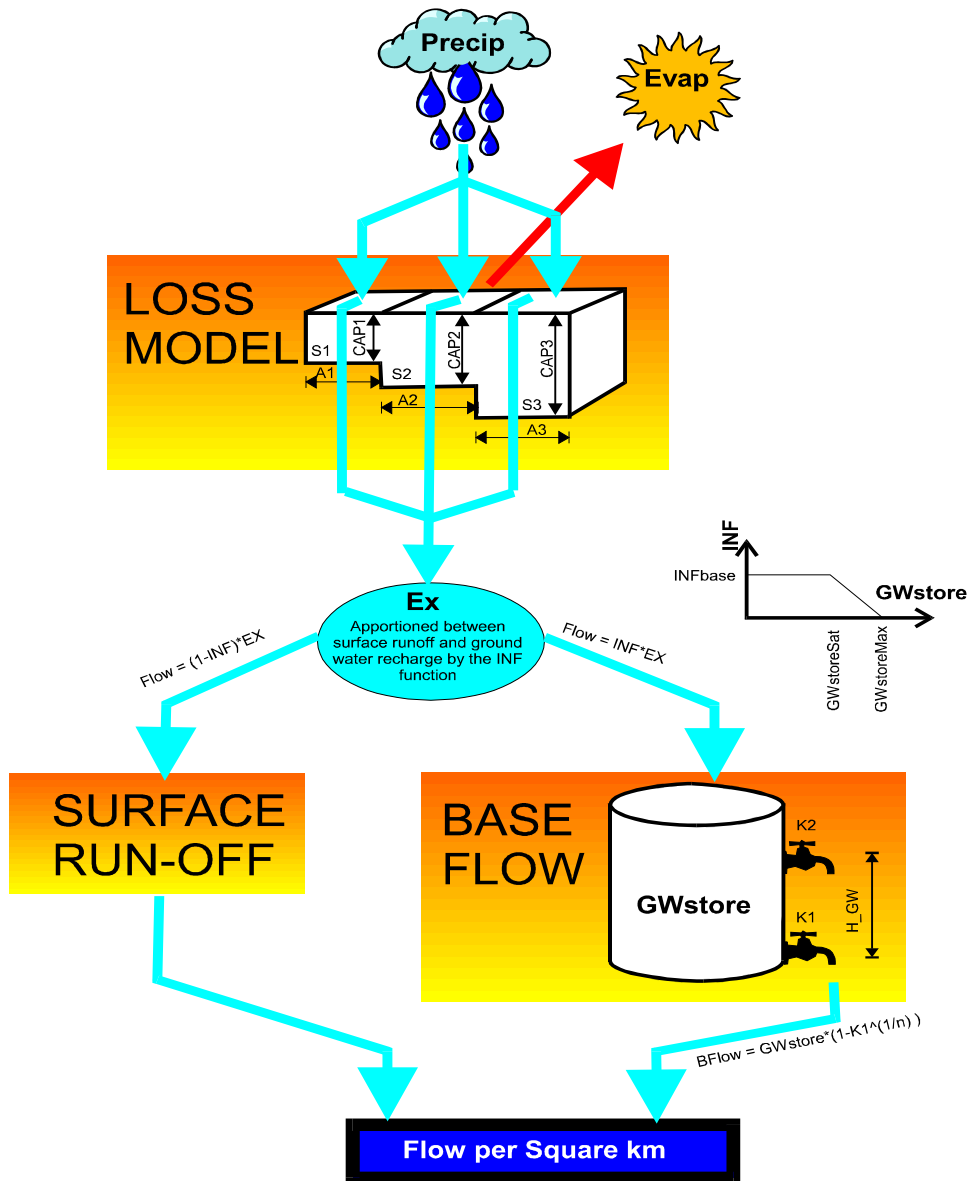 Precip
Evap
LOSS
MODEL
CAP1
CAP2
CAP3
S1
S2
S3
A1
A2
A3
Ex
Apportioned between
surface runoff and ground
water recharge by the INF
function
INF
INFbase
GWstore
GWstoreSat
GWstoreMax
Flow = (1-INF)*EX
Flow = INF*EX
SURFACE
RUN-OFF
BASE
FLOW
GWstore
K2
K1
H_GW
BFlow = GWstore*(1-K1^(1/n) )
Flow per Square km